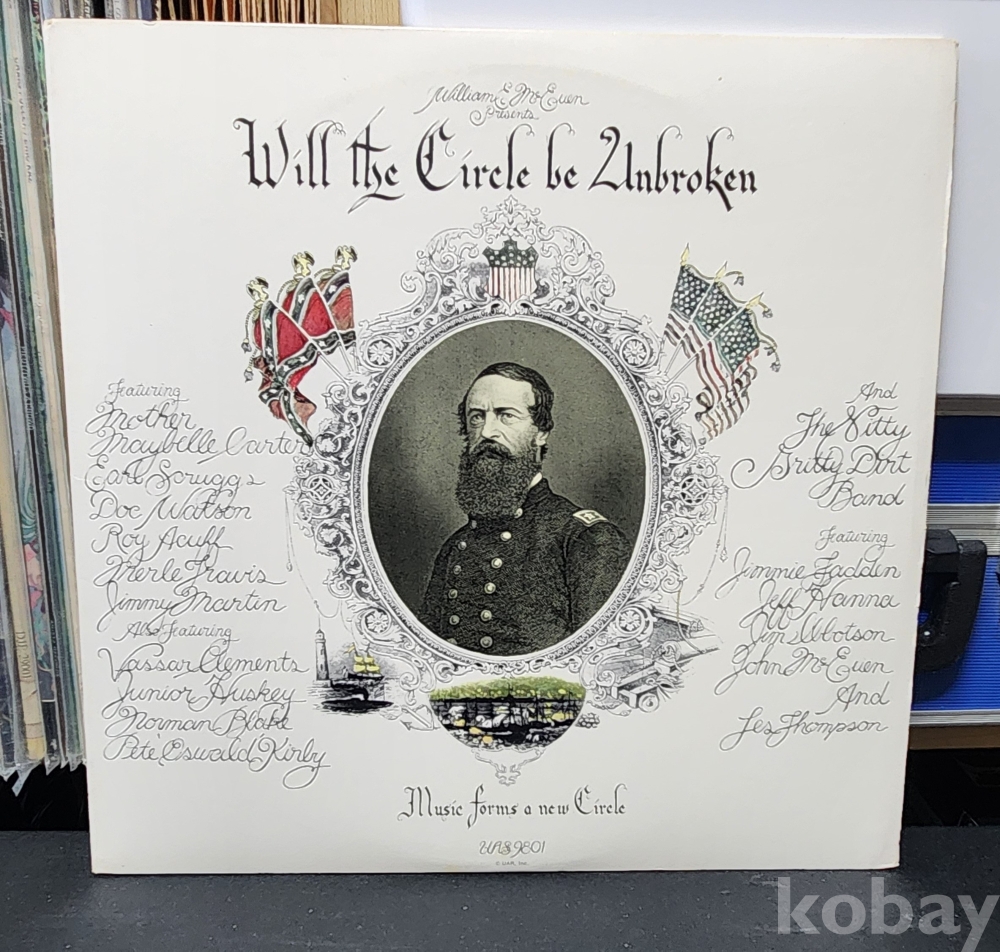 William E. McEuen
Presents
Will the Circle be Unbroken
Featuring
Mother
Maybelle Carter
Earl Scruggs
Doc Watson
Roy Acuff
Merle Travis
Jimmy Martin
Also Featuring
Vassar Clements
Junior Huskey
Norman Blake
Pete "Oswald" Kirby
And
The Nitty
Gritty Dirt
Band
Featuring
Jimmie Fadden
Jeff Hanna
Jim Ibbotson
John McEuen
And
Les Thompson
Music forms a new Circle
UAS 9801
© UAR, Inc.
kobay